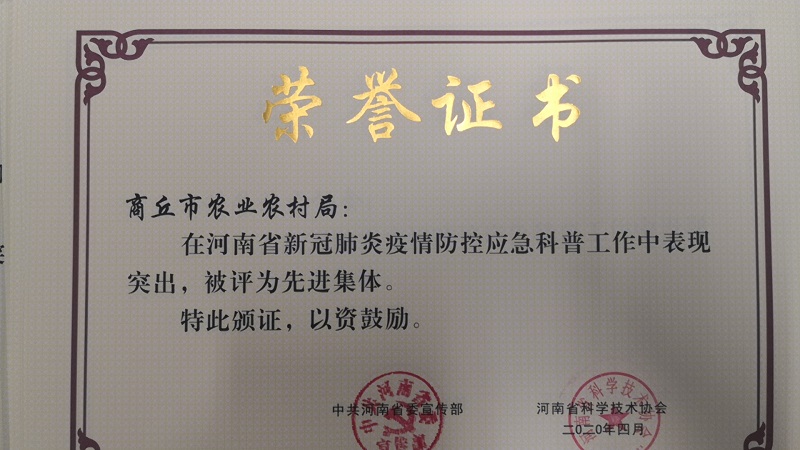 荣誉证书
商丘市农业农村局：
在河南省新冠肺炎疫情防控应急科普工作中表现
突出，被评为先进集体。
特此颁证，以资鼓励。
中共河南省委宣传部
河南省科学技术协会
二〇二〇年四月